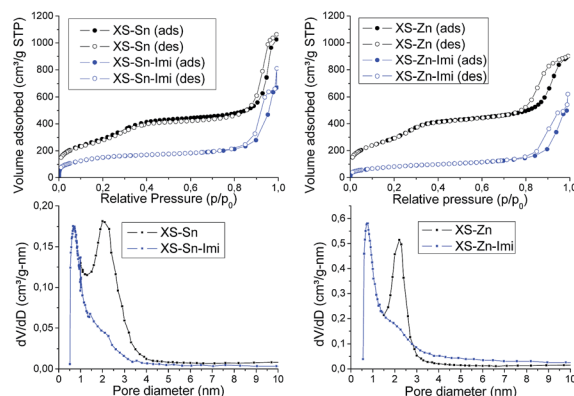 XS-Sn (ads)
XS-Sn (des)
XS-Sn-Imi (ads)
XS-Sn-Imi (des)
Volume adsorbed (cm³/g STP)
1200
1000
800
600
400
200
0
0,0 0,2 0,4 0,6 0,8 1,0
Relative Pressure (p/p₀)
XS-Zn (ads)
XS-Zn (des)
XS-Zn-Imi (ads)
XS-Zn-Imi (des)
Volume adsorbed (cm³/g STP)
1200
1000
800
600
400
200
0
0,0 0,2 0,4 0,6 0,8 1,0
Relative Pressure (p/p₀)
XS-Sn
XS-Sn-Imi
dV/dD (cm³/g-nm)
0,20
0,15
0,10
0,05
0,00
0 1 2 3 4 5 6 7 8 9 10
Pore diameter (nm)
XS-Zn
XS-Zn-Imi
dV/dD (cm³/g-nm)
0,6
0,5
0,4
0,3
0,2
0,1
0,0
0 1 2 3 4 5 6 7 8 9 10
Pore diameter (nm)